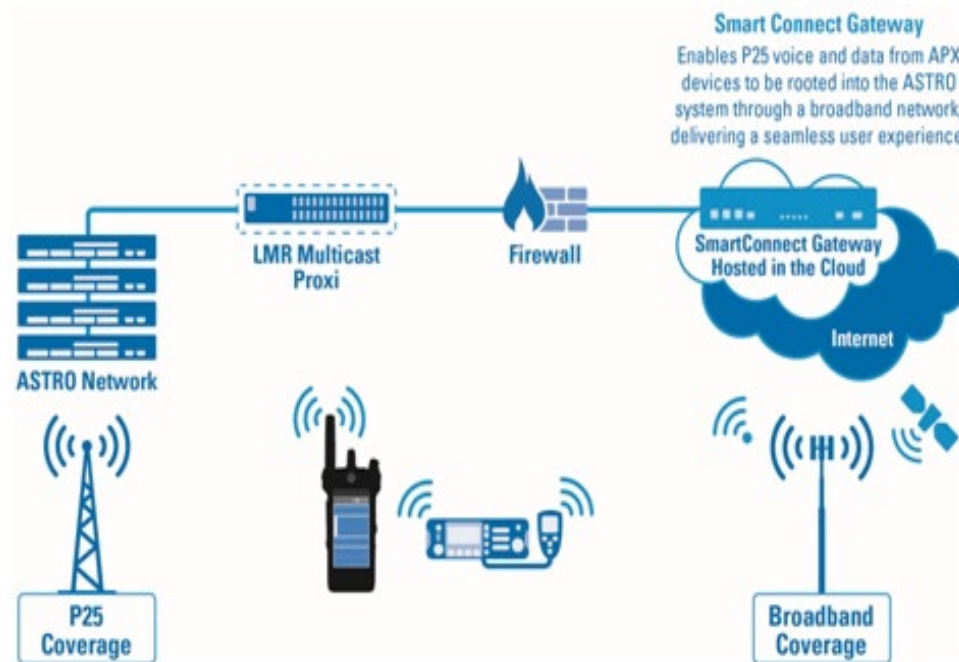 Smart Connect Gateway
Enables P25 voice and data from APX
devices to be rooted into the ASTRO
system through a broadband network,
delivering a seamless user experience
LMR Multicast
Proxi
Firewall
SmartConnect Gateway
Hosted in the Cloud
Internet
ASTRO Network
P25
Coverage
Broadband
Coverage